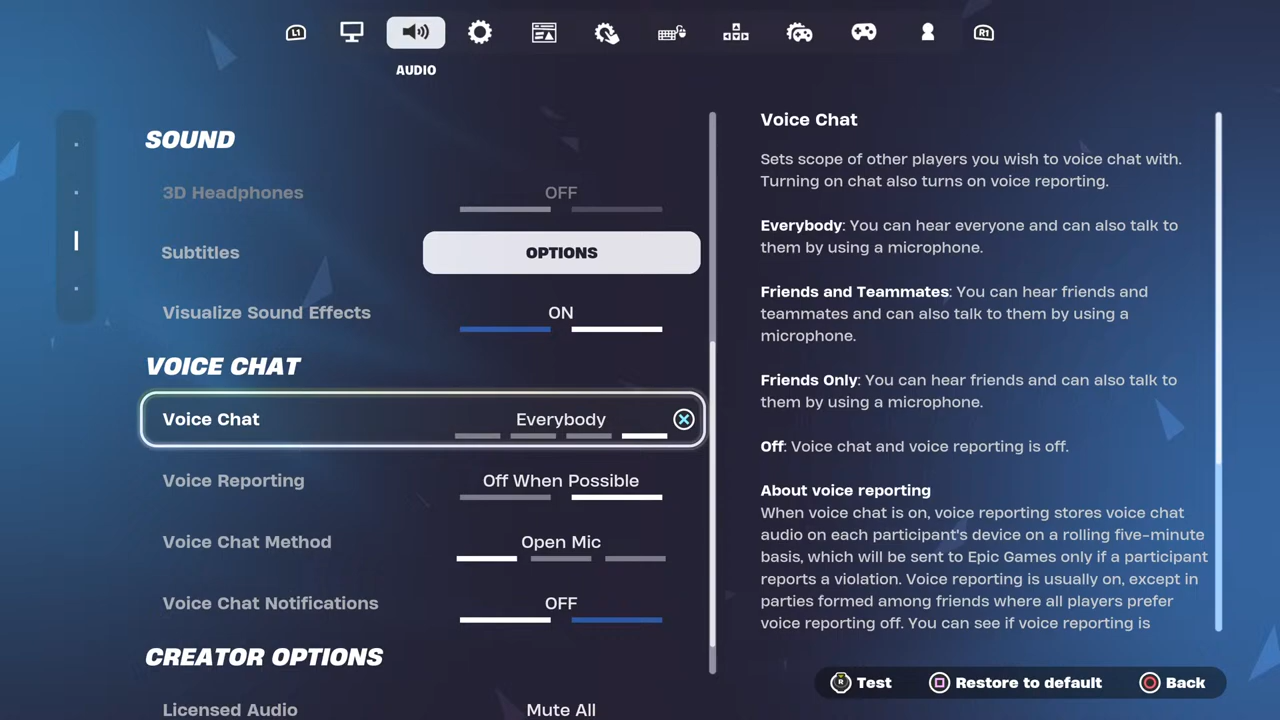 L1
R1
AUDIO
SOUND
3D Headphones OFF
Subtitles OPTIONS
Visualize Sound Effects ON
VOICE CHAT
Voice Chat Everybody
Voice Reporting Off When Possible
Voice Chat Method Open Mic
Voice Chat Notifications OFF
CREATOR OPTIONS
Licensed Audio Mute All
Voice Chat
Sets scope of other players you wish to voice chat with.
Turning on chat also turns on voice reporting.
Everybody: You can hear everyone and can also talk to
them by using a microphone.
Friends and Teammates: You can hear friends and
teammates and can also talk to them by using a
microphone.
Friends Only: You can hear friends and can also talk to
them by using a microphone.
Off: Voice chat and voice reporting is off.
About voice reporting
When voice chat is on, voice reporting stores voice chat
audio on each participant's device on a rolling five-minute
basis, which will be sent to Epic Games only if a participant
reports a violation. Voice reporting is usually on, except in
parties formed among friends where all players prefer
voice reporting off. You can see if voice reporting is
R Test
Restore to default
Back